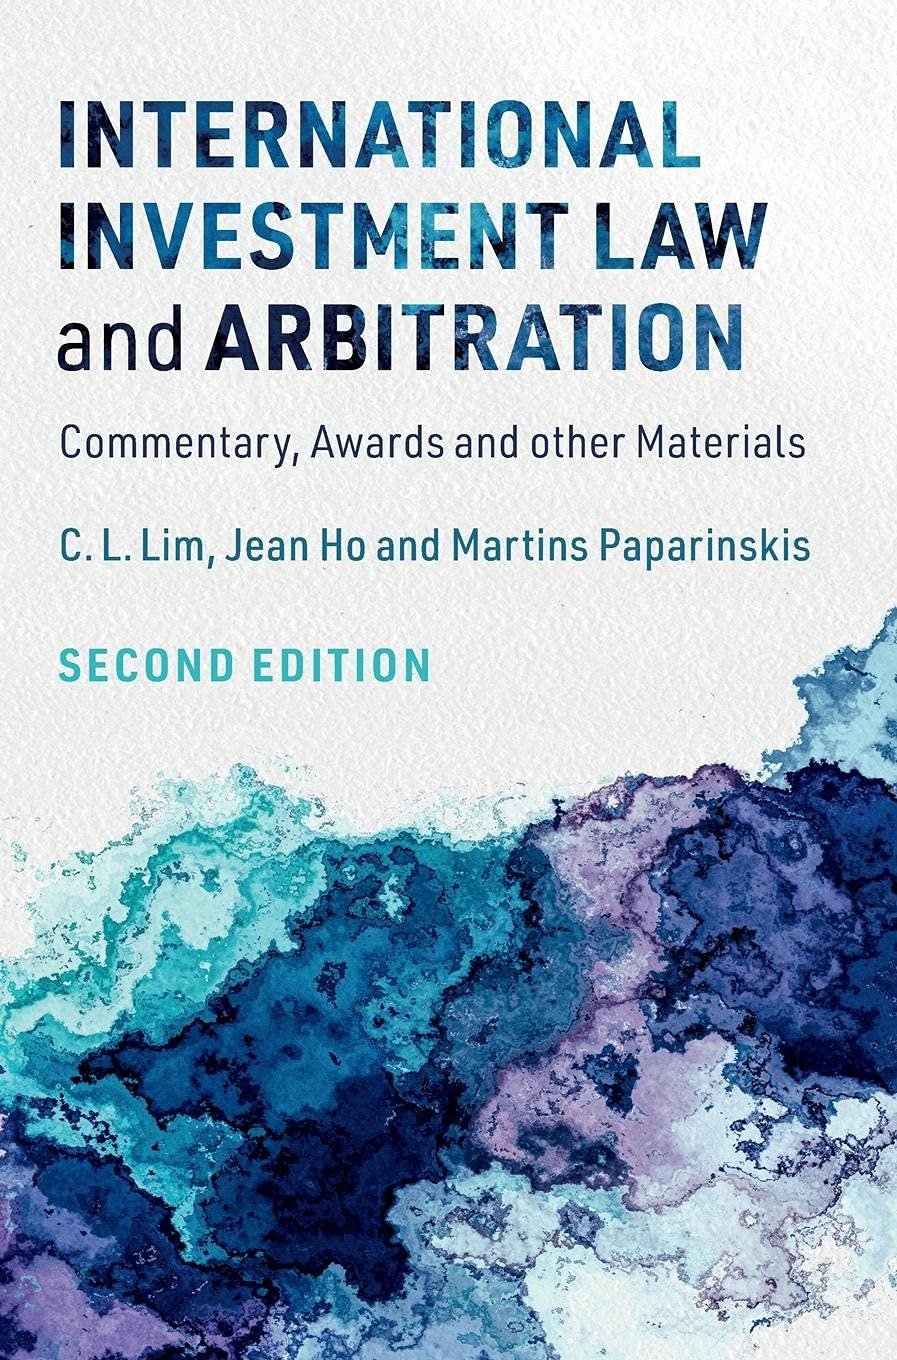 INTERNATIONAL
INVESTMENT LAW
and ARBITRATION
Commentary, Awards and other Materials
C. L. Lim, Jean Ho and Martins Paparinskis
SECOND EDITION